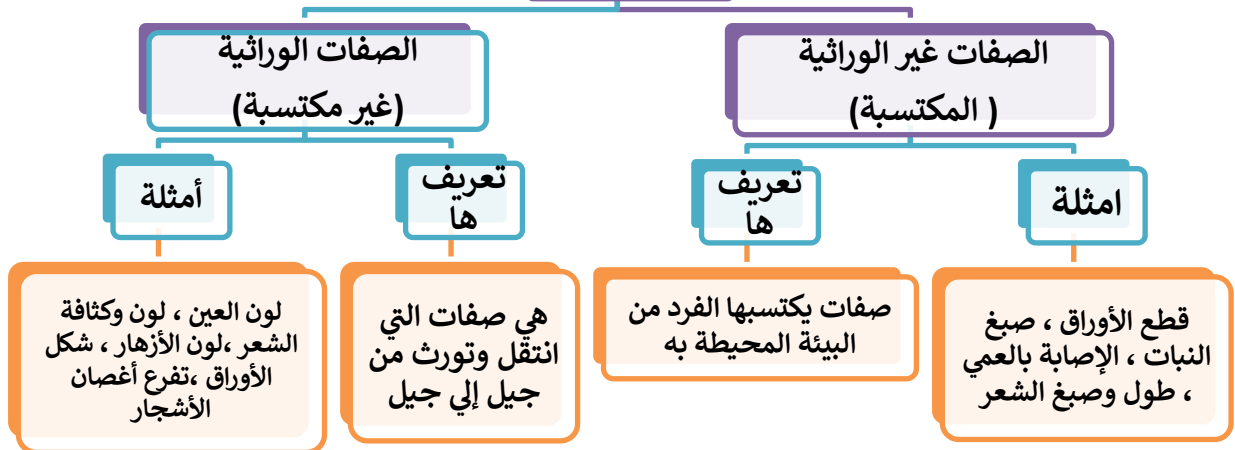 الصفات غير الوراثية
( المكتسبة)
الصفات الوراثية
(غير مكتسبة)
امثلة
تعريف
ها
تعريف
ها
أمثلة
قطع الأوراق ، صبغ
النبات ، الإصابة بالعمي
، طول وصبغ الشعر
صفات يكتسبها الفرد من
البيئة المحيطة به
هي صفات التي
انتقل وتورث من
جيل إلي جيل
لون العين ، لون وكثافة
الشعر ،لون الأزهار ، شكل
الأوراق ،تفرع أغصان
الأشجار